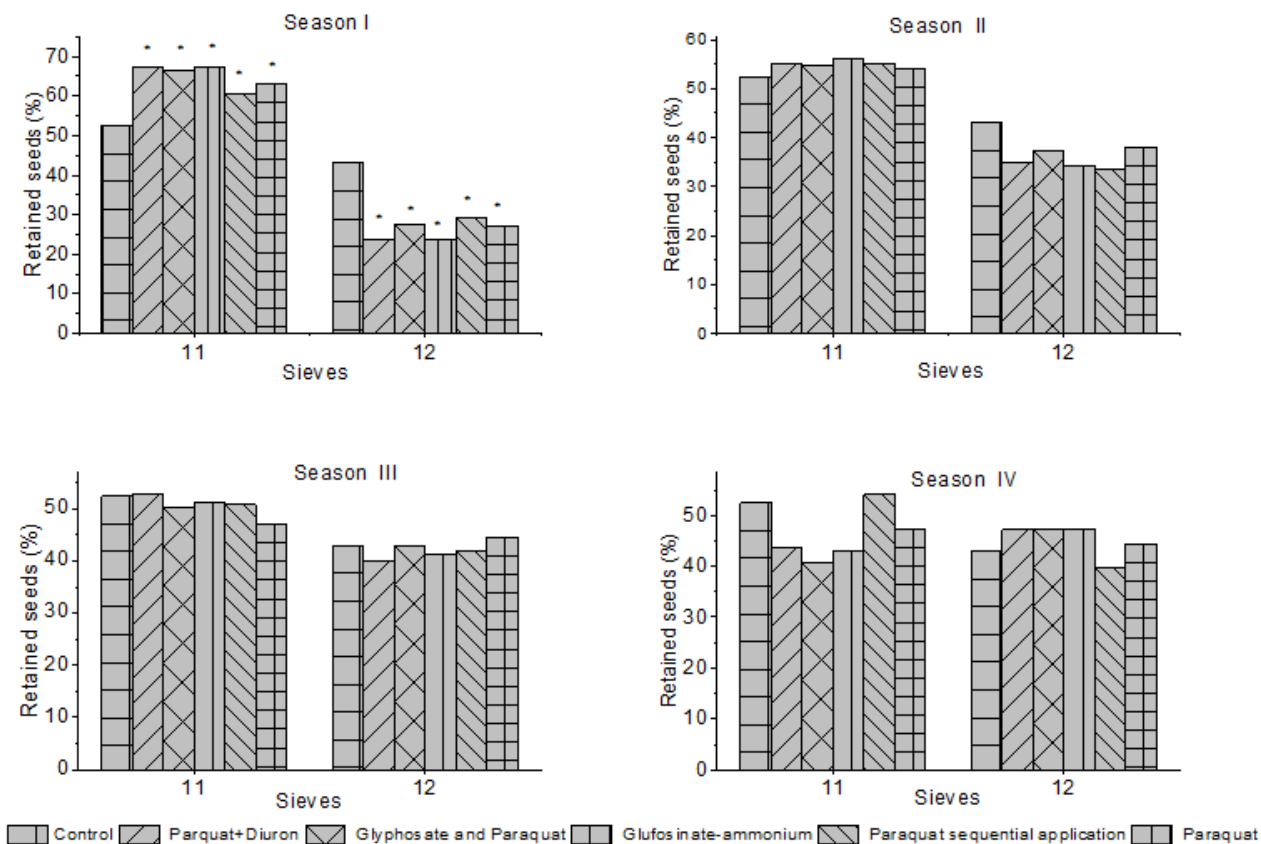 Season I
Retained seeds (%)
70
60
50
40
30
20
10
0
* * * * *
* * * * *
11 12
Sieves
Season II
Retained seeds (%)
60
50
40
30
20
10
0
11 12
Sieves
Season III
Retained seeds (%)
50
40
30
20
10
0
11 12
Sieves
Season IV
Retained seeds (%)
50
40
30
20
10
0
11 12
Sieves
Control Parquat+Diuron Glyphosate and Paraquat Glufosinate-ammonium Paraquat sequential application Paraquat